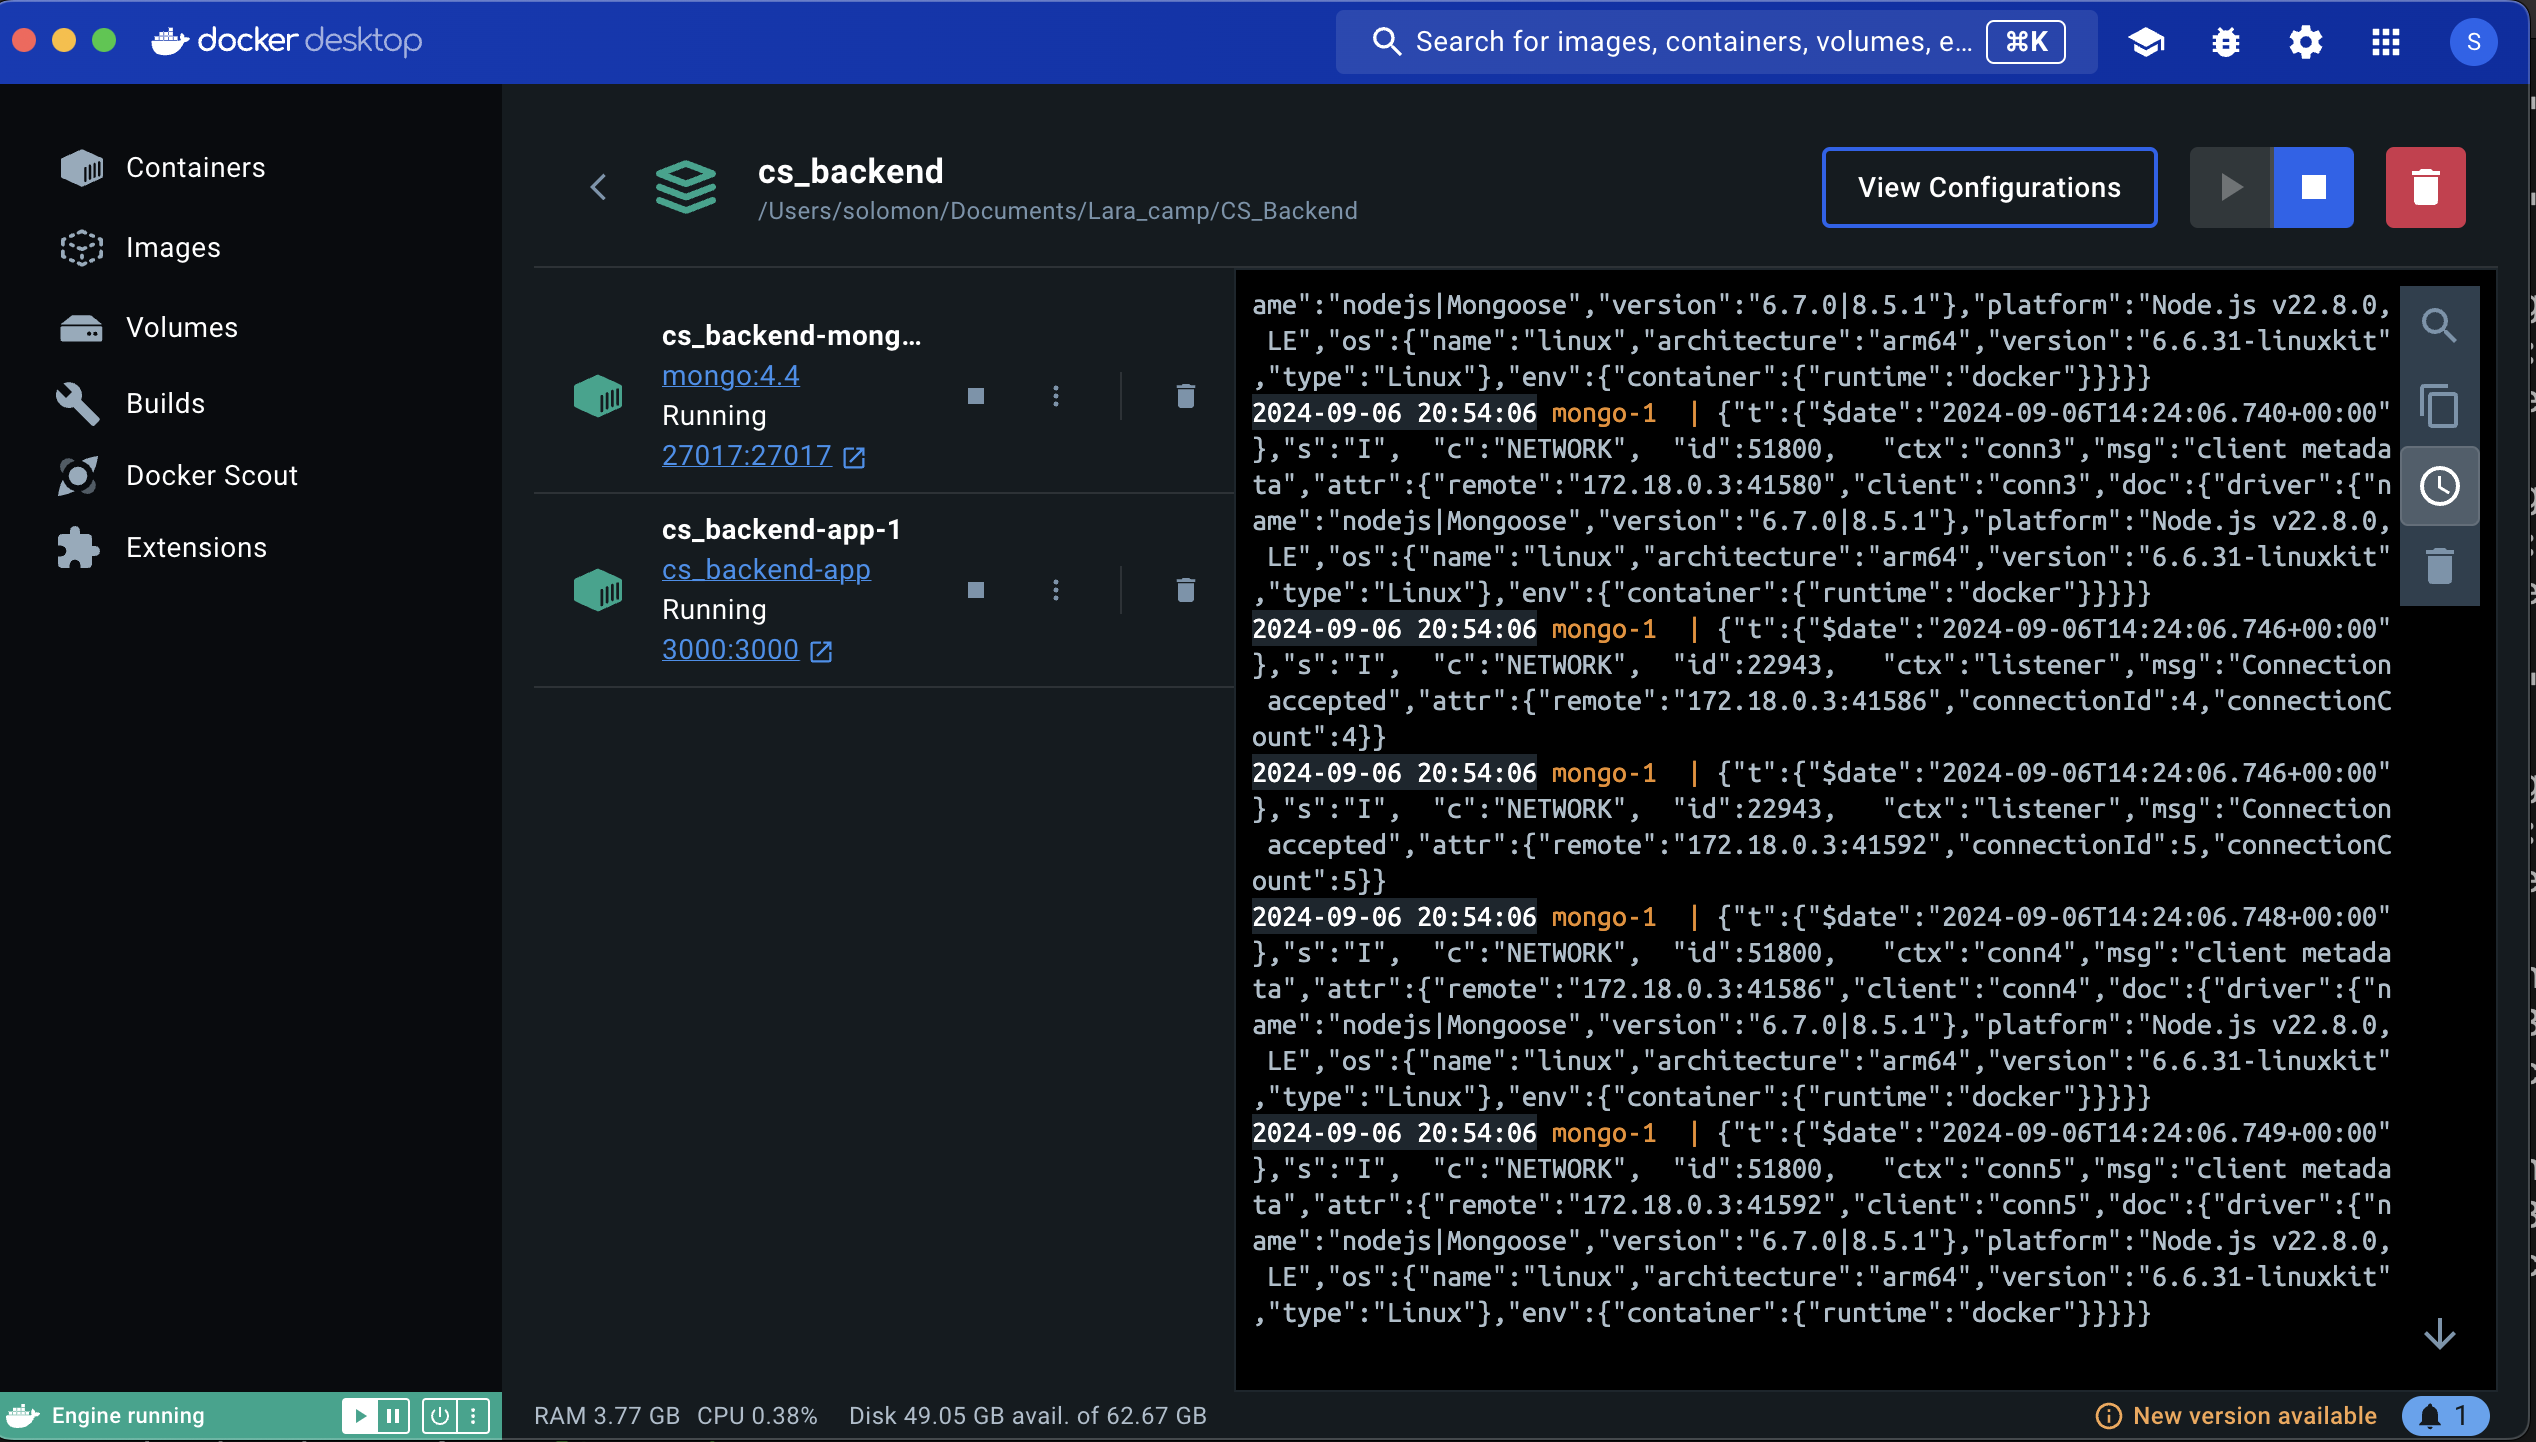 docker desktop
Search for images, containers, volumes, e...
⌘K
S
Containers
Images
Volumes
Builds
Docker Scout
Extensions
cs_backend
/Users/solomon/Documents/Lara_camp/CS_Backend
View Configurations
cs_backend-mong...
mongo:4.4
Running
27017:27017
cs_backend-app-1
cs_backend-app
Running
3000:3000
ame":"nodejs|Mongoose","version":"6.7.0|8.5.1"},"platform":"Node.js v22.8.0,
 LE","os":{"name":"linux","architecture":"arm64","version":"6.6.31-linuxkit"
,"type":"Linux"},"env":{"container":{"runtime":"docker"}}}}}
2024-09-06 20:54:06 mongo-1  | {"t":{"$date":"2024-09-06T14:24:06.740+00:00"
},"s":"I",  "c":"NETWORK",  "id":51800,   "ctx":"conn3","msg":"client metada
ta","attr":{"remote":"172.18.0.3:41580","client":"conn3","doc":{"driver":{"n
ame":"nodejs|Mongoose","version":"6.7.0|8.5.1"},"platform":"Node.js v22.8.0,
 LE","os":{"name":"linux","architecture":"arm64","version":"6.6.31-linuxkit"
,"type":"Linux"},"env":{"container":{"runtime":"docker"}}}}}
2024-09-06 20:54:06 mongo-1  | {"t":{"$date":"2024-09-06T14:24:06.746+00:00"
},"s":"I",  "c":"NETWORK",  "id":22943,   "ctx":"listener","msg":"Connection
 accepted","attr":{"remote":"172.18.0.3:41586","connectionId":4,"connectionC
ount":4}}
2024-09-06 20:54:06 mongo-1  | {"t":{"$date":"2024-09-06T14:24:06.746+00:00"
},"s":"I",  "c":"NETWORK",  "id":22943,   "ctx":"listener","msg":"Connection
 accepted","attr":{"remote":"172.18.0.3:41592","connectionId":5,"connectionC
ount":5}}
2024-09-06 20:54:06 mongo-1  | {"t":{"$date":"2024-09-06T14:24:06.748+00:00"
},"s":"I",  "c":"NETWORK",  "id":51800,   "ctx":"conn4","msg":"client metada
ta","attr":{"remote":"172.18.0.3:41586","client":"conn4","doc":{"driver":{"n
ame":"nodejs|Mongoose","version":"6.7.0|8.5.1"},"platform":"Node.js v22.8.0,
 LE","os":{"name":"linux","architecture":"arm64","version":"6.6.31-linuxkit"
,"type":"Linux"},"env":{"container":{"runtime":"docker"}}}}}
2024-09-06 20:54:06 mongo-1  | {"t":{"$date":"2024-09-06T14:24:06.749+00:00"
},"s":"I",  "c":"NETWORK",  "id":51800,   "ctx":"conn5","msg":"client metada
ta","attr":{"remote":"172.18.0.3:41592","client":"conn5","doc":{"driver":{"n
ame":"nodejs|Mongoose","version":"6.7.0|8.5.1"},"platform":"Node.js v22.8.0,
 LE","os":{"name":"linux","architecture":"arm64","version":"6.6.31-linuxkit"
,"type":"Linux"},"env":{"container":{"runtime":"docker"}}}}}
Engine running
RAM 3.77 GB CPU 0.38% Disk 49.05 GB avail. of 62.67 GB
New version available
1